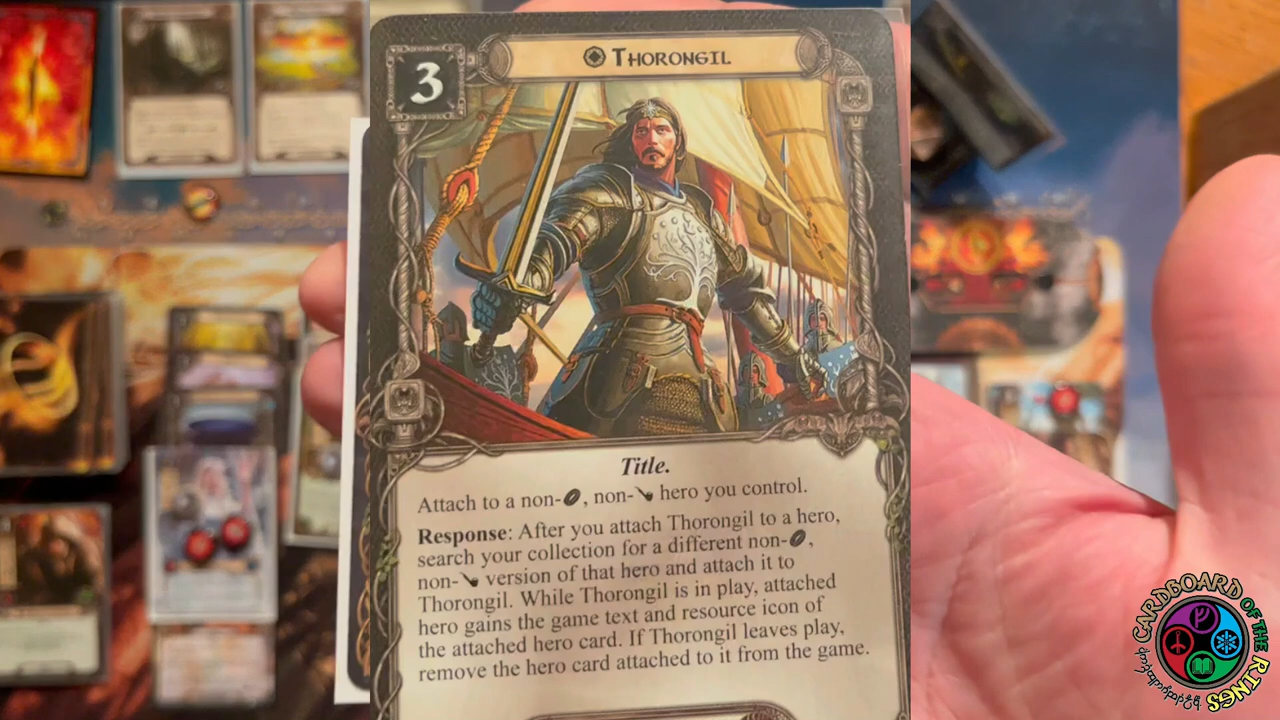 3
THORONGIL
Title.
Attach to a non-, non- hero you control.
Response: After you attach Thorongil to a hero,
search your collection for a different non-,
non- version of that hero and attach it to
Thorongil. While Thorongil is in play, attached
hero gains the game text and resource icon of
the attached hero card. If Thorongil leaves play,
remove the hero card attached to it from the game.
CARDBOARD OF THE RINGS